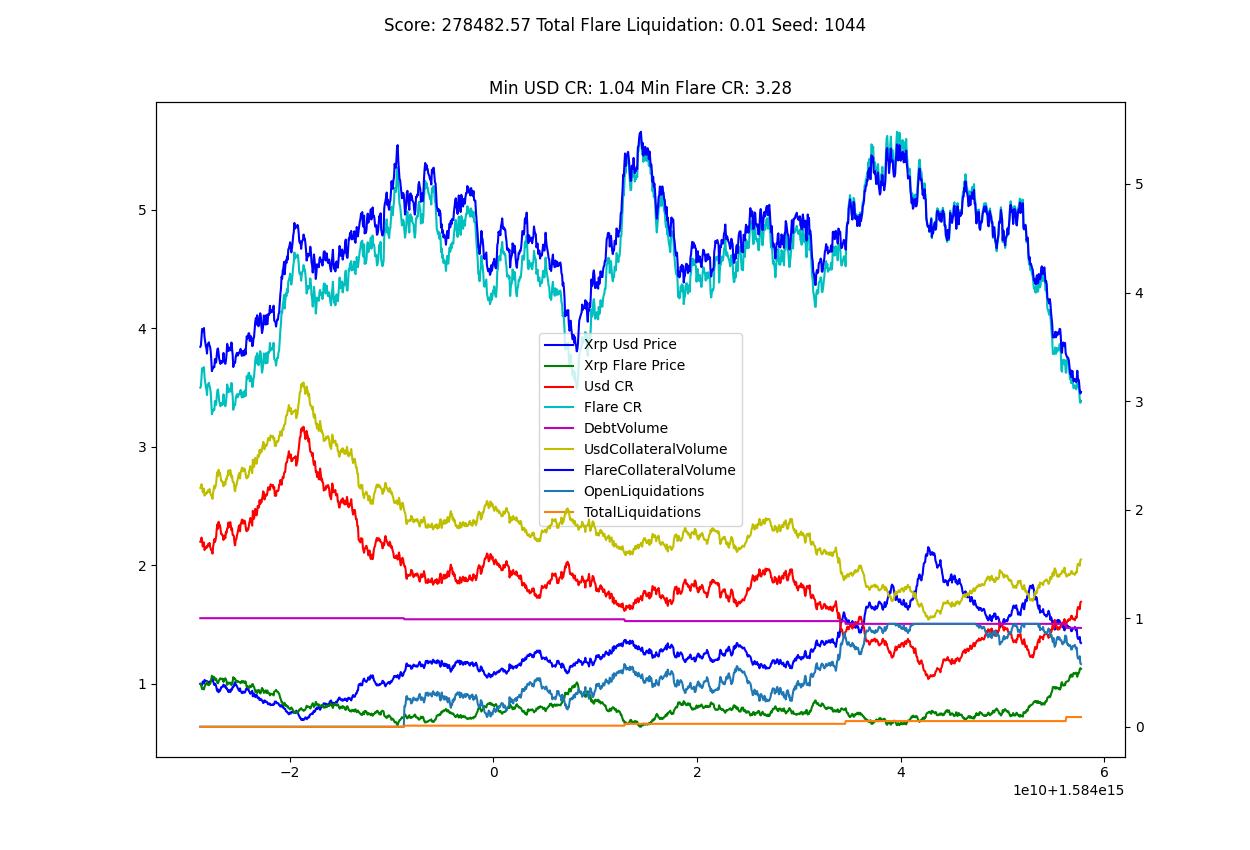 Score: 278482.57 Total Flare Liquidation: 0.01 Seed: 1044
Min USD CR: 1.04 Min Flare CR: 3.28
5
4
3
2
1
5
4
3
2
1
0
Xrp Usd Price
Xrp Flare Price
Usd CR
Flare CR
DebtVolume
UsdCollateralVolume
FlareCollateralVolume
OpenLiquidations
TotalLiquidations
−2 0 2 4 6
1e10+1.584e15